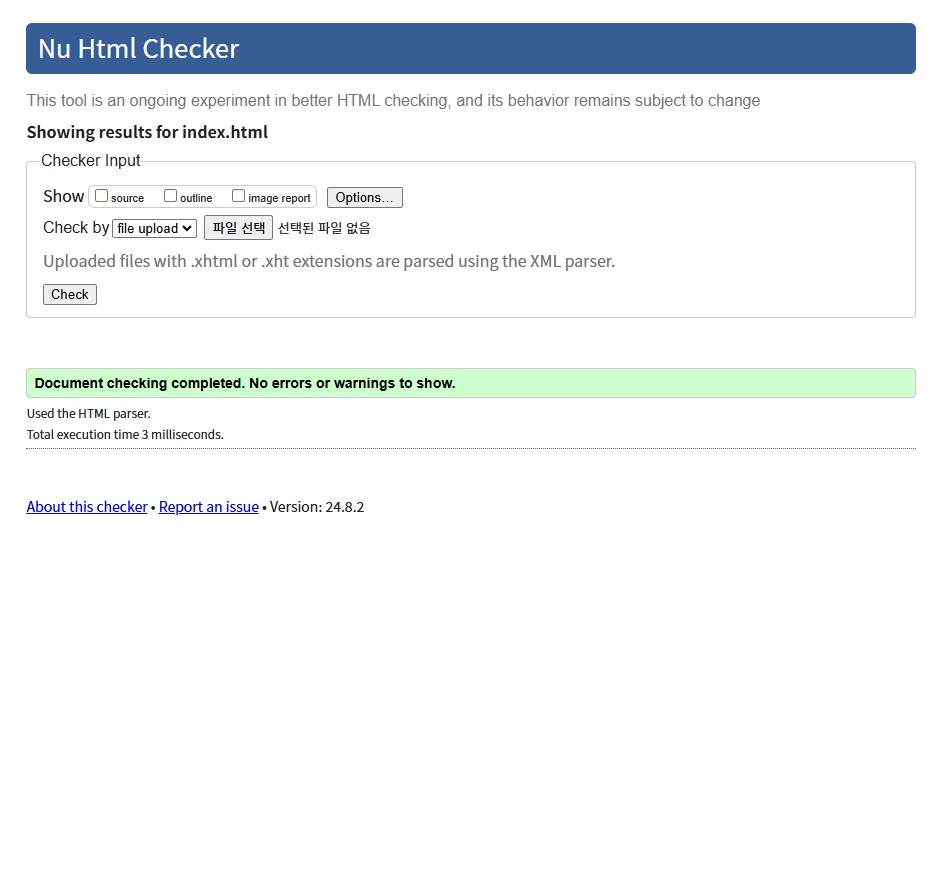 Nu Html Checker
This tool is an ongoing experiment in better HTML checking, and its behavior remains subject to change
Showing results for index.html
Checker Input
Show source outline image report Options...
Check by file upload 파일 선택 선택된 파일 없음
Uploaded files with .xhtml or .xht extensions are parsed using the XML parser.
Check
Document checking completed. No errors or warnings to show.
Used the HTML parser.
Total execution time 3 milliseconds.
About this checker • Report an issue • Version: 24.8.2